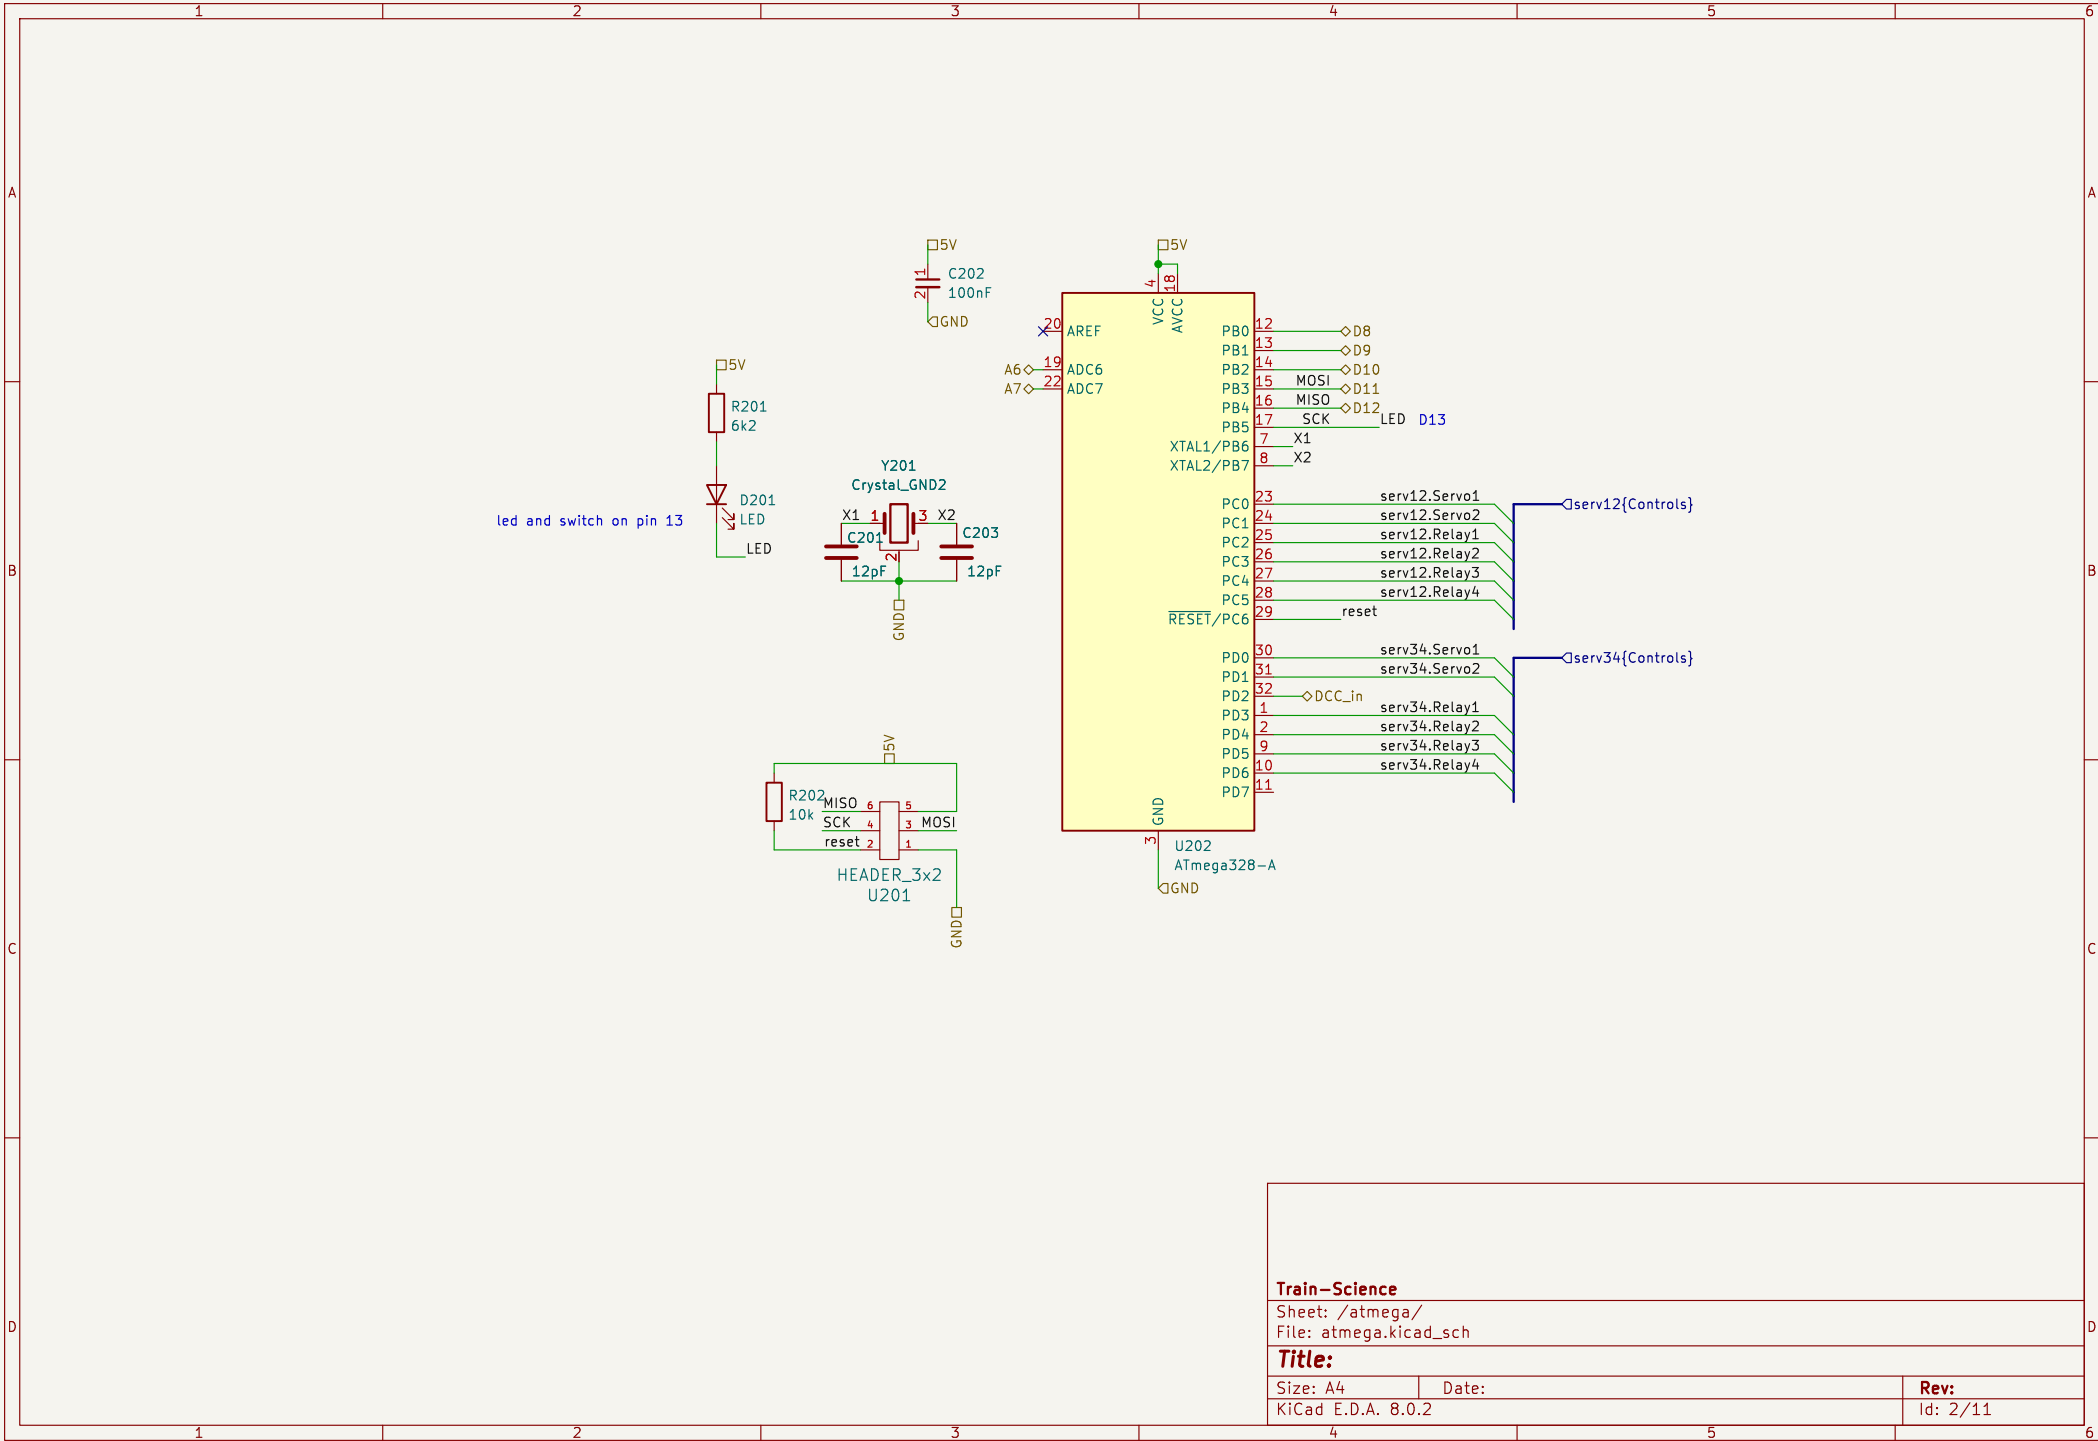 1 2 3 4 5 6
A A
B B
C C
D D
5V
C202
100nF
1
2
GND
5V
R201
6k2
D201
LED
LED
led and switch on pin 13
Y201
Crystal_GND2
X1 1 3 X2
2
C201
12pF
C203
12pF
GND
5V
R202
10k
MISO 6 5
SCK 4 3 MOSI
reset 2 1
HEADER_3x2
U201
GND
5V
4 18
VCC AVCC
20 AREF
A6 19 ADC6
A7 22 ADC7
PB0 12 D8
PB1 13 D9
PB2 14 D10
PB3 15 MOSI D11
PB4 16 MISO D12
PB5 17 SCK LED D13
XTAL1/PB6 7 X1
XTAL2/PB7 8 X2
PC0 23 serv12.Servo1 serv12{Controls}
PC1 24 serv12.Servo2
PC2 25 serv12.Relay1
PC3 26 serv12.Relay2
PC4 27 serv12.Relay3
PC5 28 serv12.Relay4
RESET/PC6 29 reset
PD0 30 serv34.Servo1 serv34{Controls}
PD1 31 serv34.Servo2
PD2 32 DCC_in
PD3 1 serv34.Relay1
PD4 2 serv34.Relay2
PD5 9 serv34.Relay3
PD6 10 serv34.Relay4
PD7 11
GND
3
U202
ATmega328-A
GND
Train-Science
Sheet: /atmega/
File: atmega.kicad_sch
Title:
Size: A4 Date: Rev:
KiCad E.D.A. 8.0.2 Id: 2/11
1 2 3 4 5 6